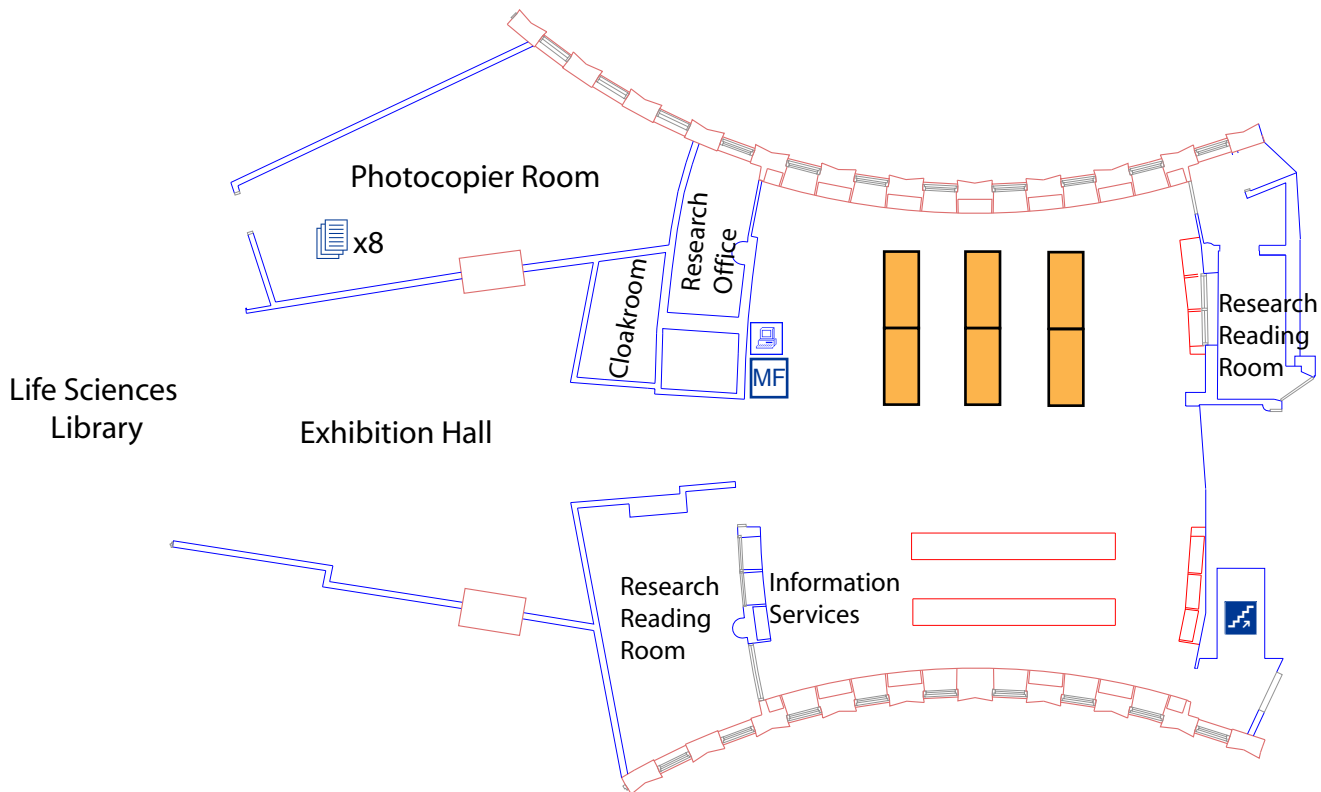 Photocopier Room
x8
Research
Office
Cloakroom
MF
Research
Reading
Room
Life Sciences
Library
Exhibition Hall
Research
Reading
Room
Information
Services